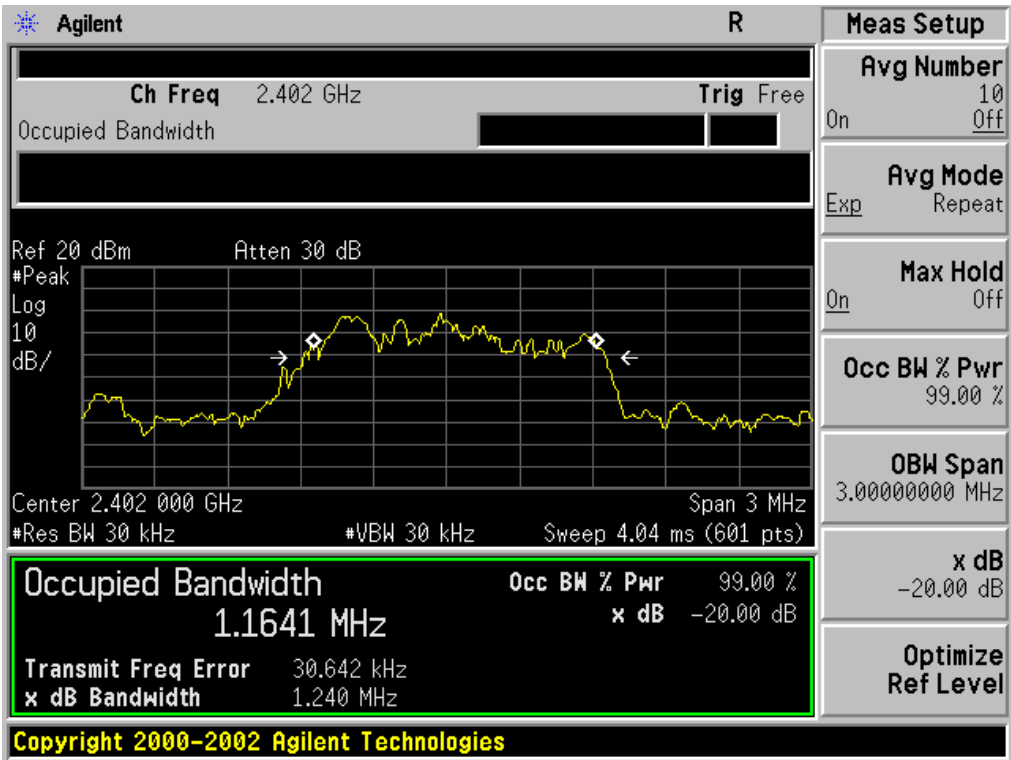 Agilent R
Ch Freq 2.402 GHz Trig Free
Occupied Bandwidth
Ref 20 dBm Atten 30 dB
#Peak
Log
10
dB/
Center 2.402 000 GHz Span 3 MHz
#Res BW 30 kHz #VBW 30 kHz Sweep 4.04 ms (601 pts)
Occupied Bandwidth Occ BW % Pwr 99.00 %
1.1641 MHz x dB -20.00 dB
Transmit Freq Error 30.642 kHz
x dB Bandwidth 1.240 MHz
Copyright 2000-2002 Agilent Technologies
Meas Setup
Avg Number
10
On Off
Avg Mode
Exp Repeat
Max Hold
On Off
Occ BW % Pwr
99.00 %
OBW Span
3.00000000 MHz
x dB
-20.00 dB
Optimize
Ref Level